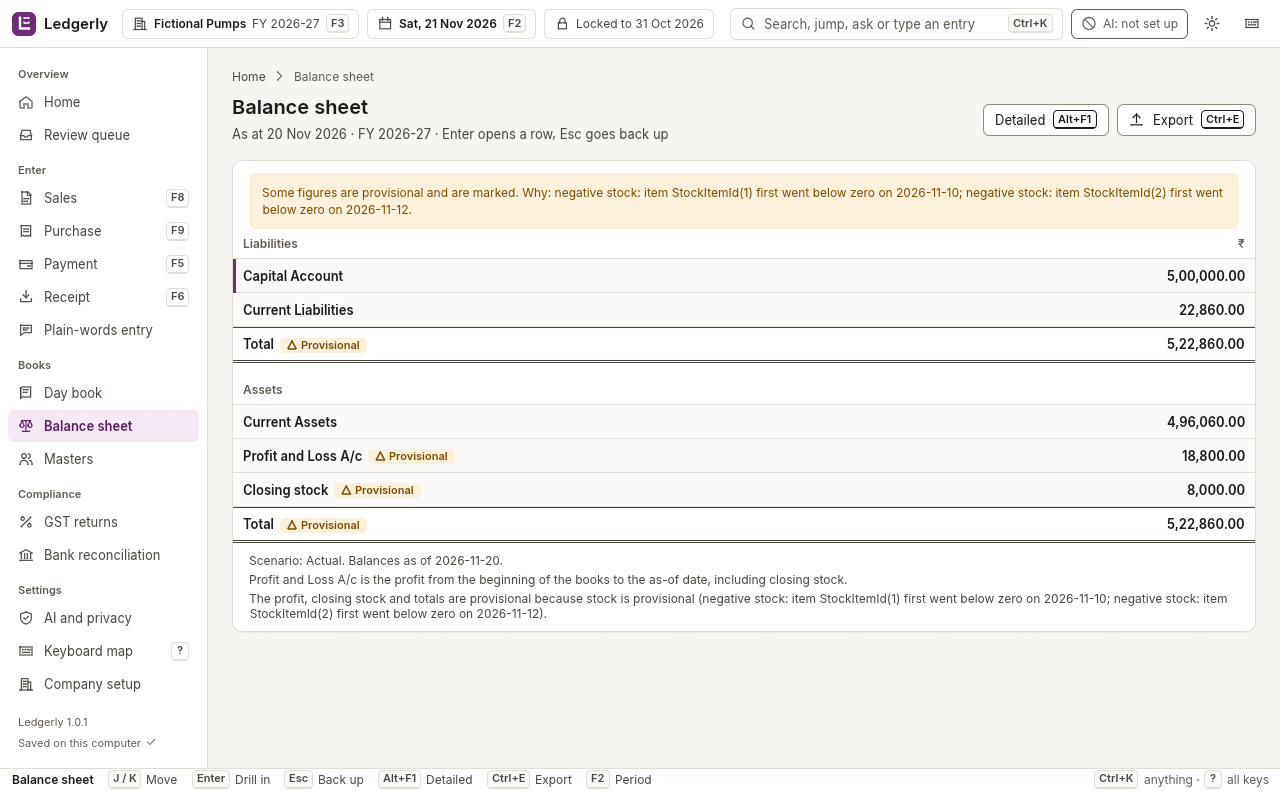 Ledgerly
Fictional Pumps FY 2026-27 F3
Sat, 21 Nov 2026 F2
Locked to 31 Oct 2026
Search, jump, ask or type an entry Ctrl+K
AI: not set up
Overview
Home
Review queue
Enter
Sales F8
Purchase F9
Payment F5
Receipt F6
Plain-words entry
Books
Day book
Balance sheet
Masters
Compliance
GST returns
Bank reconciliation
Settings
AI and privacy
Keyboard map ?
Company setup
Ledgerly 1.0.1
Saved on this computer
Home Balance sheet
Balance sheet
As at 20 Nov 2026 · FY 2026-27 · Enter opens a row, Esc goes back up
Detailed Alt+F1
Export Ctrl+E
Some figures are provisional and are marked. Why: negative stock: item StockItemId(1) first went below zero on 2026-11-10; negative stock: item StockItemId(2) first went
below zero on 2026-11-12.
Liabilities ₹
Capital Account 5,00,000.00
Current Liabilities 22,860.00
Total Provisional 5,22,860.00
Assets
Current Assets 4,96,060.00
Profit and Loss A/c Provisional 18,800.00
Closing stock Provisional 8,000.00
Total Provisional 5,22,860.00
Scenario: Actual. Balances as of 2026-11-20.
Profit and Loss A/c is the profit from the beginning of the books to the as-of date, including closing stock.
The profit, closing stock and totals are provisional because stock is provisional (negative stock: item StockItemId(1) first went below zero on 2026-11-10; negative stock: item
StockItemId(2) first went below zero on 2026-11-12).
Balance sheet J / K Move Enter Drill in Esc Back up Alt+F1 Detailed Ctrl+E Export F2 Period Ctrl+K anything · ? all keys